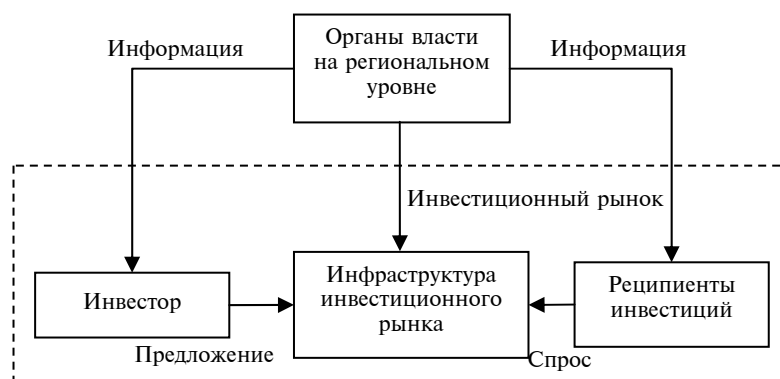 Информация
Органы власти
на региональном
уровне
Информация
Инвестиционный рынок
Инвестор
Инфраструктура
инвестиционного
рынка
Реципиенты
инвестиций
Предложение
Спрос